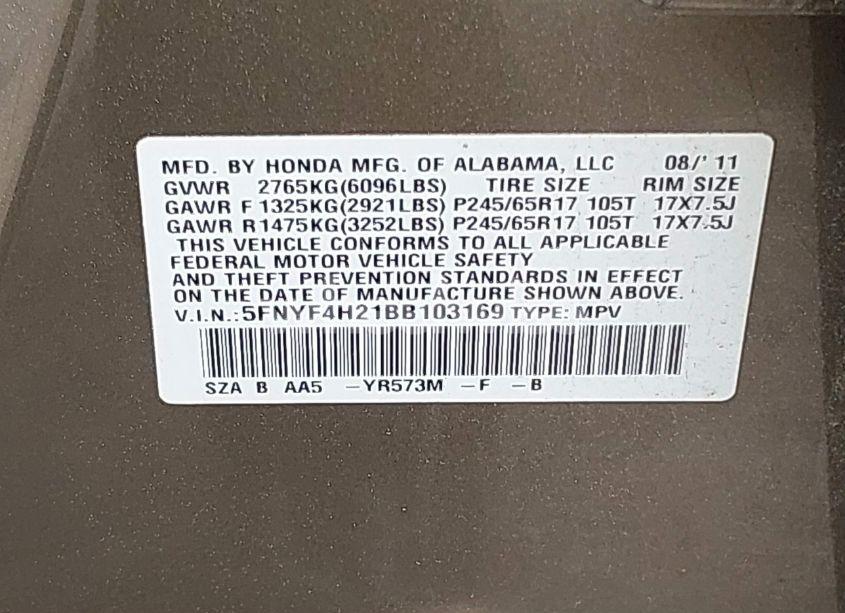 MFD. BY HONDA MFG. OF ALABAMA, LLC 08/'11
GVWR 2765KG(6096LBS) TIRE SIZE RIM SIZE
GAWR F 1325KG(2921LBS) P245/65R17 105T 17X7.5J
GAWR R 1475KG(3252LBS) P245/65R17 105T 17X7.5J
THIS VEHICLE CONFORMS TO ALL APPLICABLE
FEDERAL MOTOR VEHICLE SAFETY
AND THEFT PREVENTION STANDARDS IN EFFECT
ON THE DATE OF MANUFACTURE SHOWN ABOVE.
V.I.N.:5FNYF4H21BB103169 TYPE: MPV
SZA B AA5 -YR573M -F -B